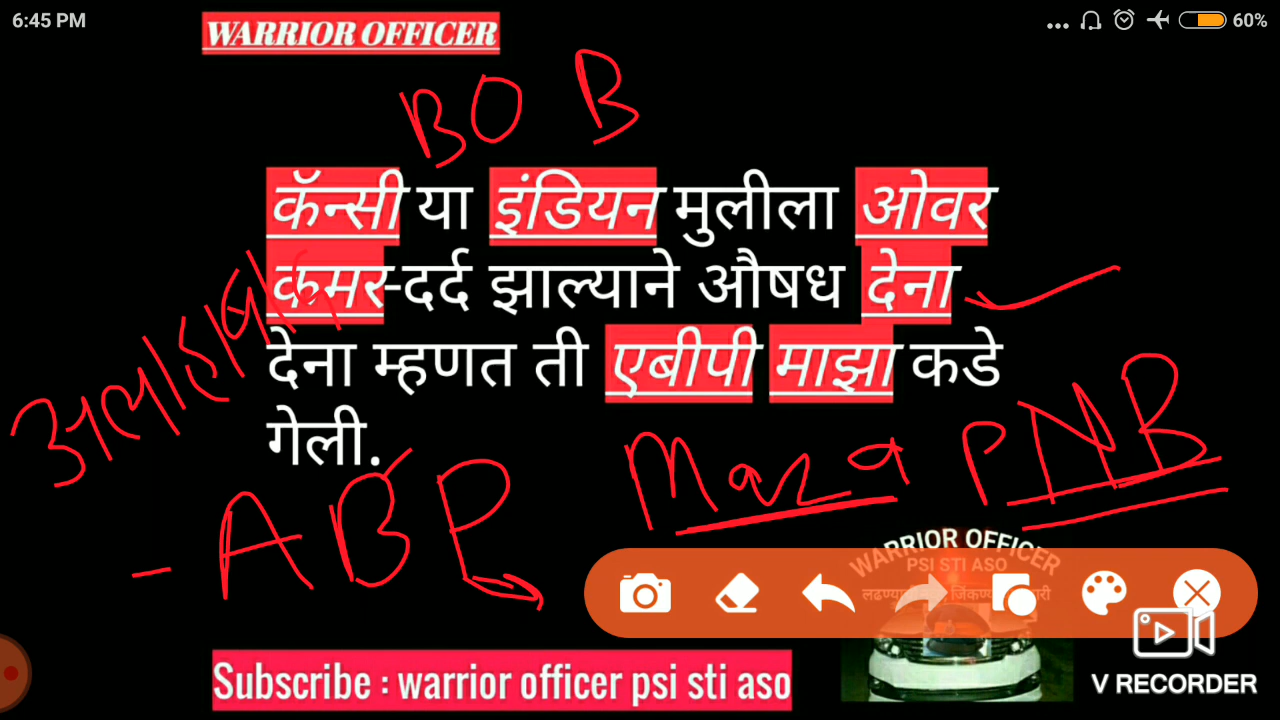 6:45 PM
60%
WARRIOR OFFICER
BOB
कॅन्सी या इंडियन मुलीला ओवर
कमर-दर्द झाल्याने औषध देना
देना म्हणत ती एबीपी माझा कडे
गेली.
- ABP
Maza
PNB
WARRIOR OFFICER
PSI STI ASO
V RECORDER
Subscribe : warrior officer psi sti aso